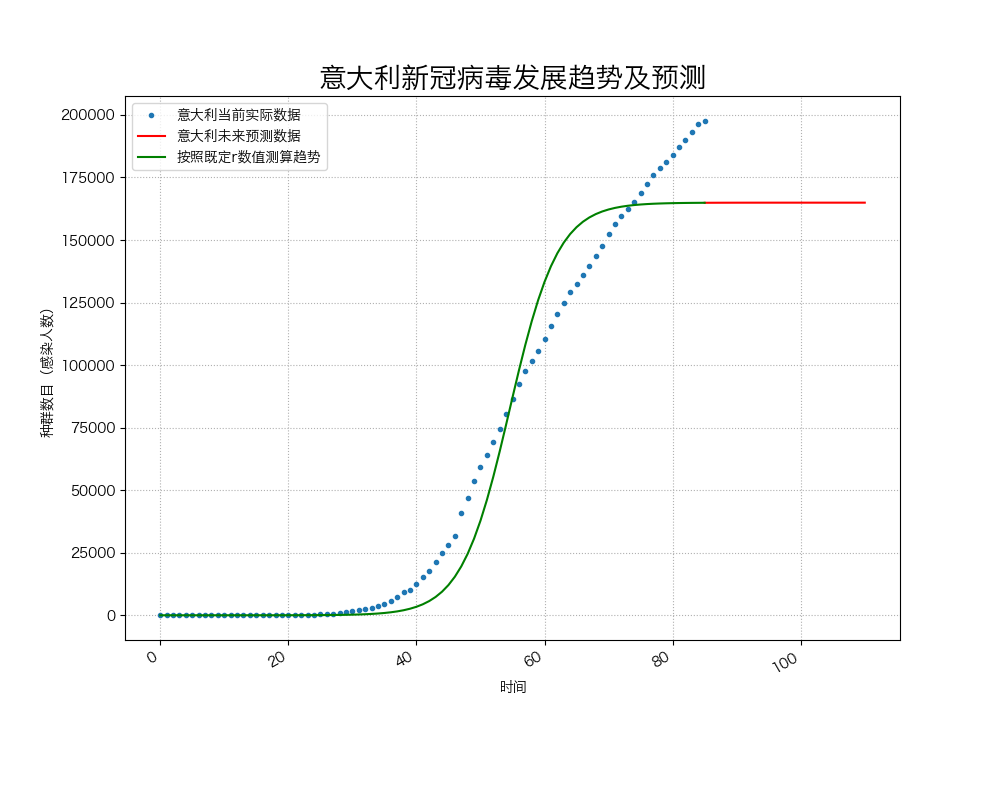 意大利新冠病毒发展趋势及预测
意大利当前实际数据
意大利未来预测数据
按照既定r数值测算趋势
200000
175000
150000
125000
100000
75000
50000
25000
0
种群数目（感染人数）
0 20 40 60 80 100
时间